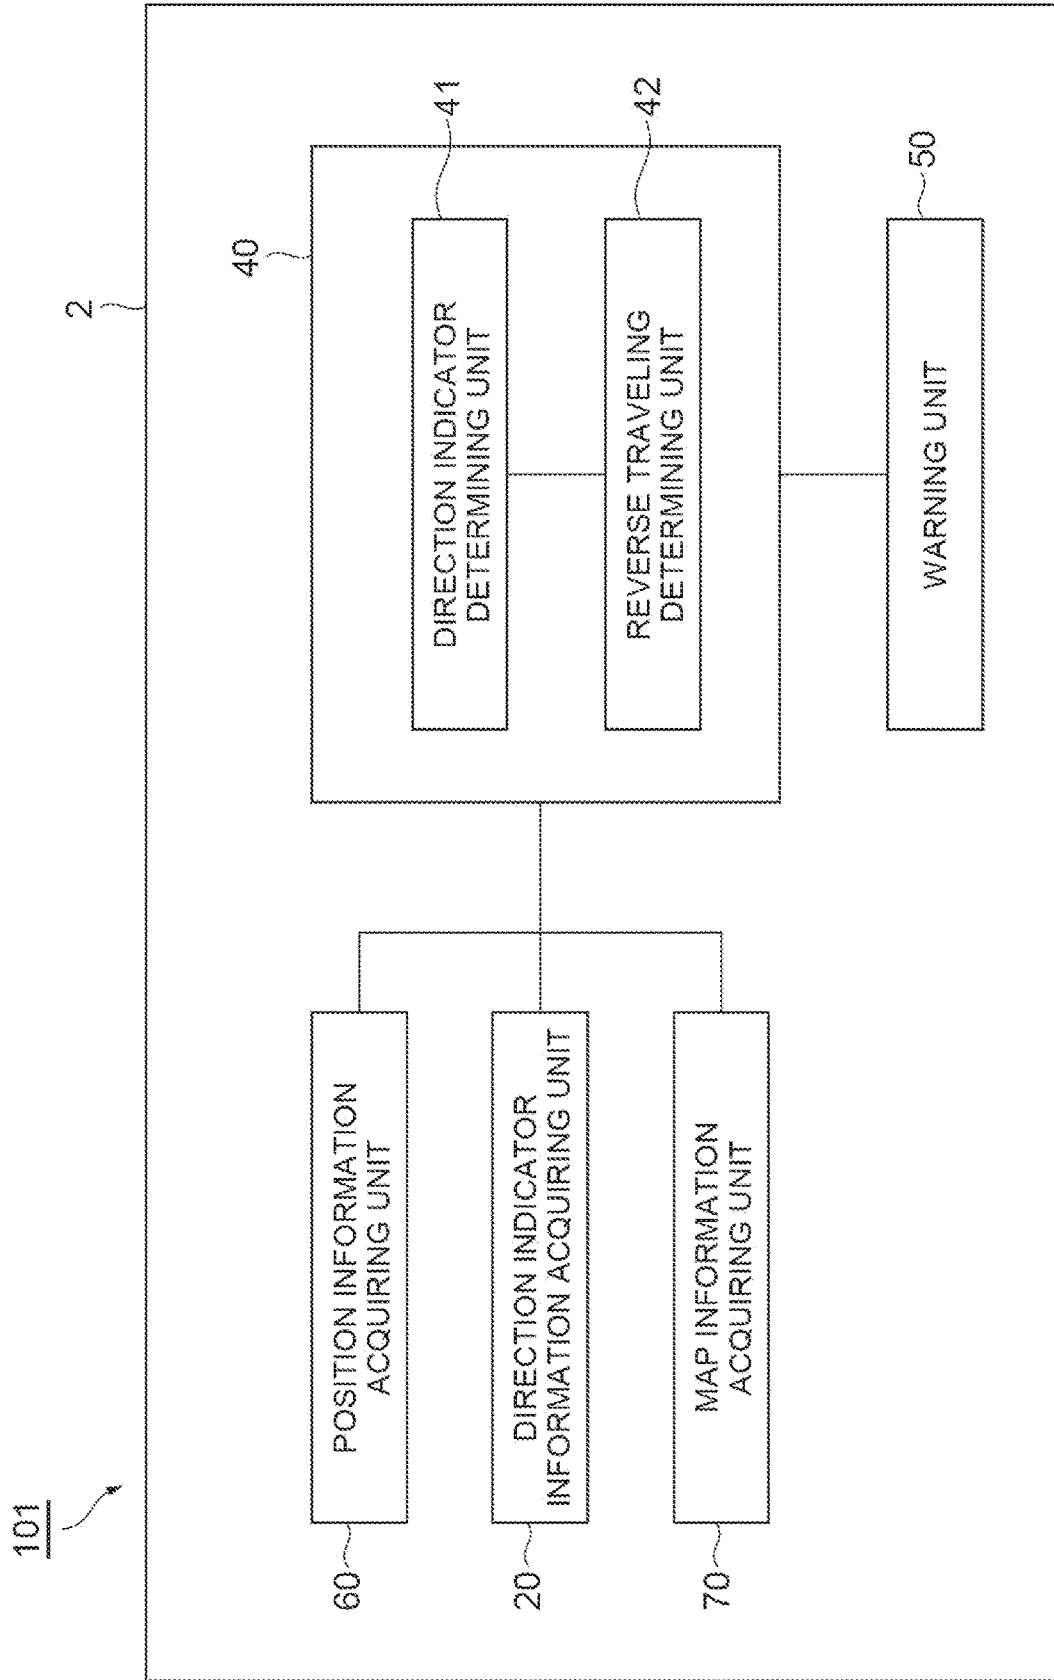 101
2
60
POSITION INFORMATION
ACQUIRING UNIT
20
DIRECTION INDICATOR
INFORMATION ACQUIRING UNIT
70
MAP INFORMATION
ACQUIRING UNIT
40
DIRECTION INDICATOR
DETERMINING UNIT
41
REVERSE TRAVELING
DETERMINING UNIT
42
WARNING UNIT
50